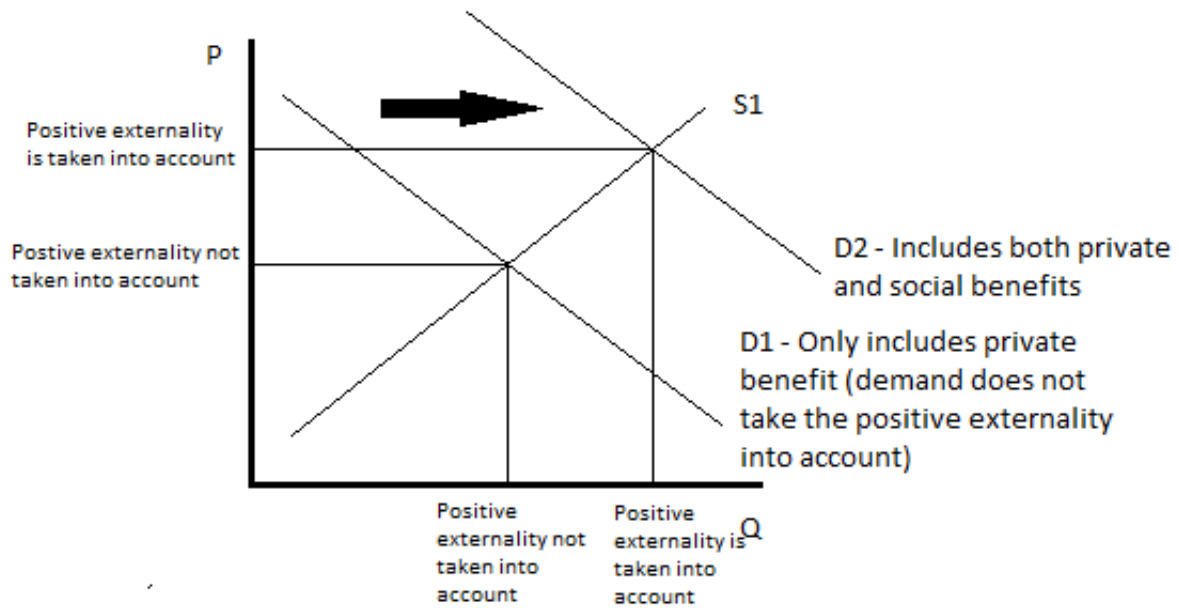 P
S1
Positive externality
is taken into account
Postive externality not
taken into account
D2 - Includes both private
and social benefits
D1 - Only includes private
benefit (demand does not
take the positive externality
into account)
Positive
externality not
taken into
account
Positive
externality is
taken into
account
Q